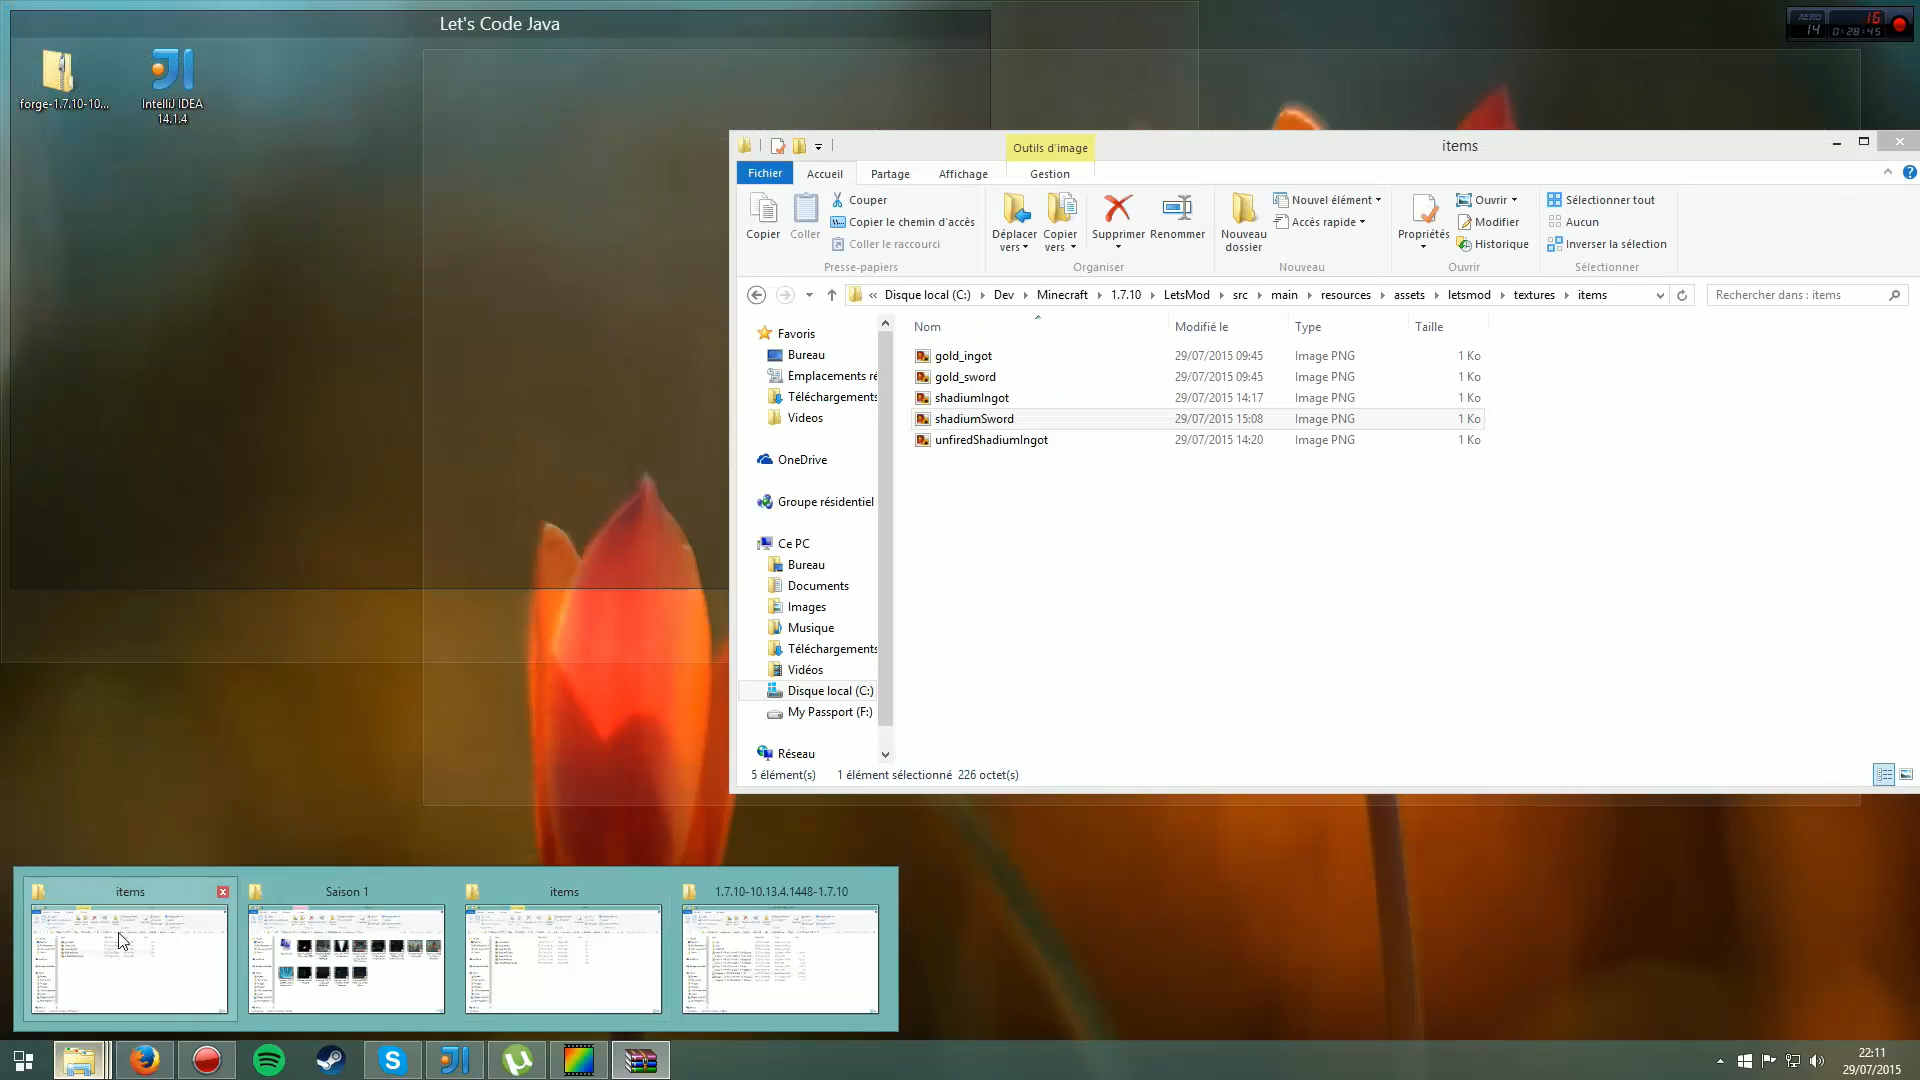 Let's Code Java
AERO
14
16
0:28:45
forge-1.7.10-10...
IntelliJ IDEA
14.1.4
Outils d'image
items
Fichier
Accueil
Partage
Affichage
Gestion
Copier
Coller
Couper
Copier le chemin d'accès
Coller le raccourci
Presse-papiers
Déplacer
vers
Copier
vers
Supprimer
Renommer
Organiser
Nouveau
dossier
Nouvel élément
Accès rapide
Nouveau
Propriétés
Ouvrir
Modifier
Historique
Ouvrir
Sélectionner tout
Aucun
Inverser la sélection
Sélectionner
« Disque local (C:) Dev Minecraft 1.7.10 LetsMod src main resources assets letsmod textures items
Rechercher dans : items
Favoris
Bureau
Emplacements ré
Téléchargements
Videos
OneDrive
Groupe résidentiel
Ce PC
Bureau
Documents
Images
Musique
Téléchargements
Vidéos
Disque local (C:)
My Passport (F:)
Réseau
Nom Modifié le Type Taille
gold_ingot 29/07/2015 09:45 Image PNG 1 Ko
gold_sword 29/07/2015 09:45 Image PNG 1 Ko
shadiumIngot 29/07/2015 14:17 Image PNG 1 Ko
shadiumSword 29/07/2015 15:08 Image PNG 1 Ko
unfiredShadiumIngot 29/07/2015 14:20 Image PNG 1 Ko
5 élément(s) 1 élément sélectionné 226 octet(s)
items
Saison 1
items
1.7.10-10.13.4.1448-1.7.10
22:11
29/07/2015